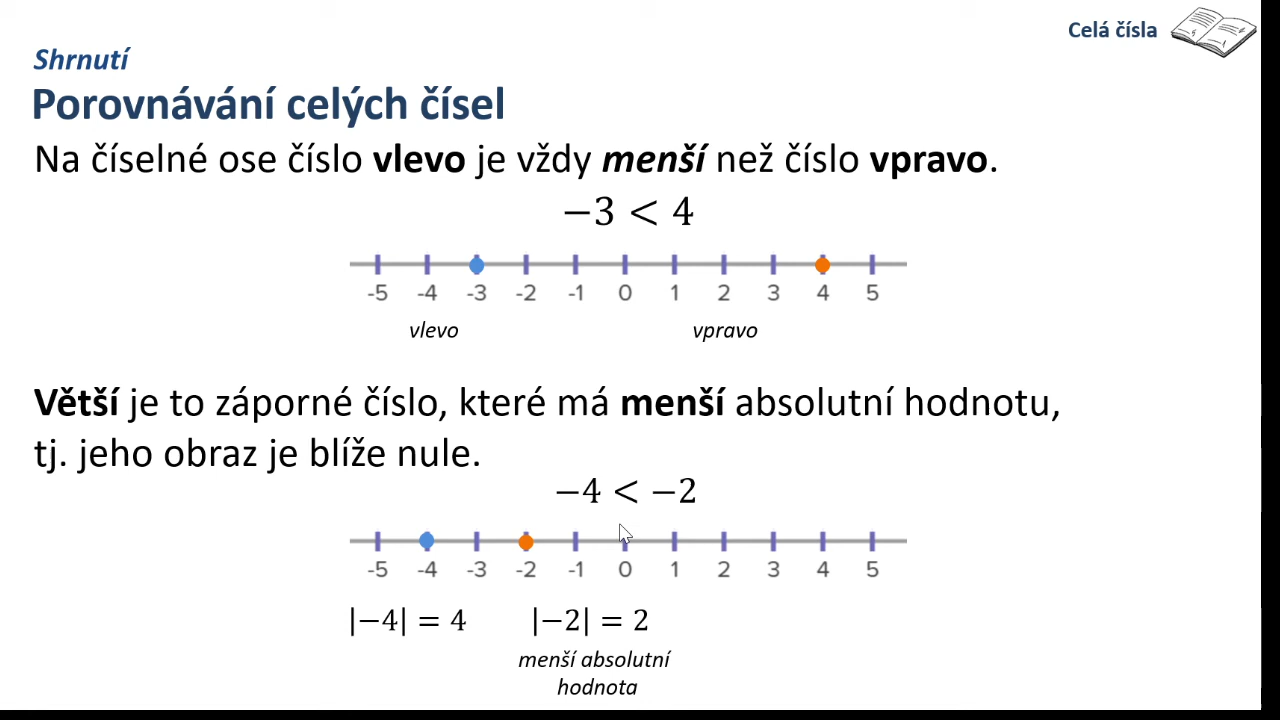 Celá čísla
Shrnutí
Porovnávání celých čísel
Na číselné ose číslo vlevo je vždy menší než číslo vpravo.
−3 < 4
-5 -4 -3 -2 -1 0 1 2 3 4 5
vlevo vpravo
Větší je to záporné číslo, které má menší absolutní hodnotu,
tj. jeho obraz je blíže nule.
−4 < −2
-5 -4 -3 -2 -1 0 1 2 3 4 5
|−4| = 4 |−2| = 2
menší absolutní
hodnota